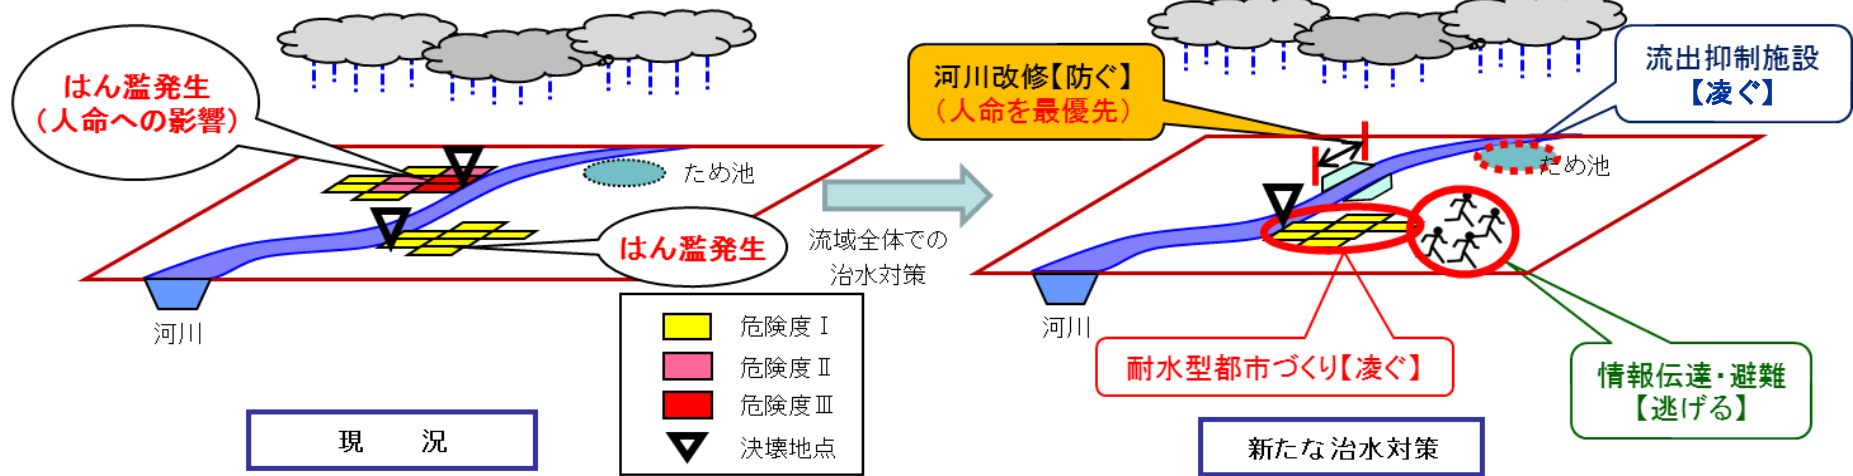 はん濫発生
（人命への影響）
ため池
はん濫発生
河川
現　　況
流域全体での
治水対策
危険度Ⅰ
危険度Ⅱ
危険度Ⅲ
決壊地点
河川改修【防ぐ】
（人命を最優先）
流出抑制施設
【凌ぐ】
ため池
河川
耐水型都市づくり【凌ぐ】
情報伝達・避難
【逃げる】
新たな治水対策